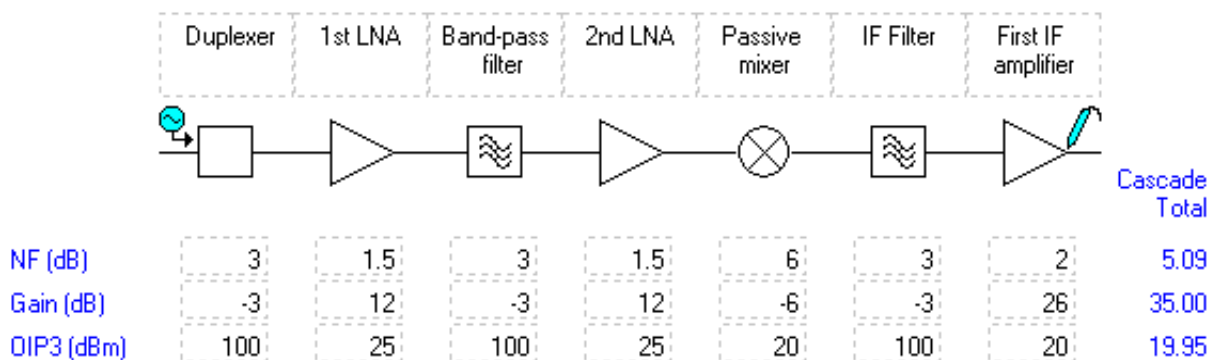 Duplexer 1st LNA Band-pass filter 2nd LNA Passive mixer IF Filter First IF amplifier
Cascade
Total
NF (dB) 3 1.5 3 1.5 6 3 2 5.09
Gain (dB) -3 12 -3 12 -6 -3 26 35.00
OIP3 (dBm) 100 25 100 25 20 100 20 19.95